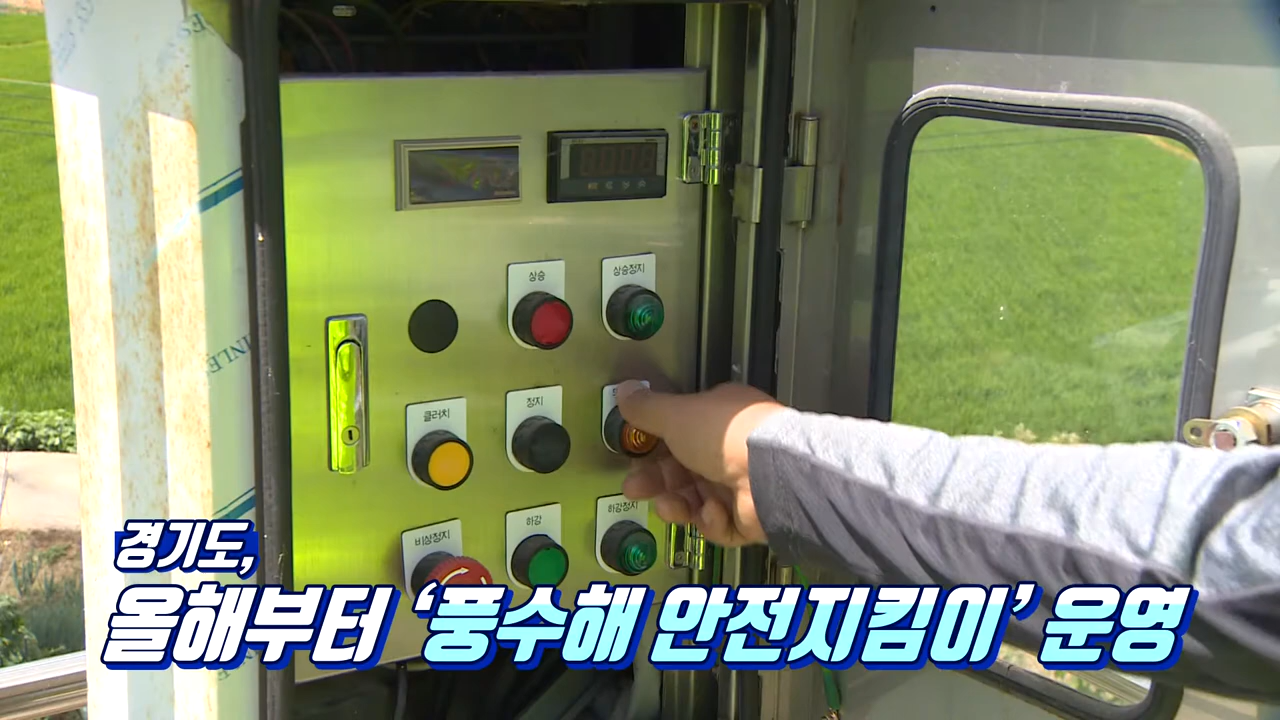 상승
상승정지
클러치
정지
비상정지
하강
하강정지
경기도,
올해부터 ‘풍수해 안전지킴이’ 운영